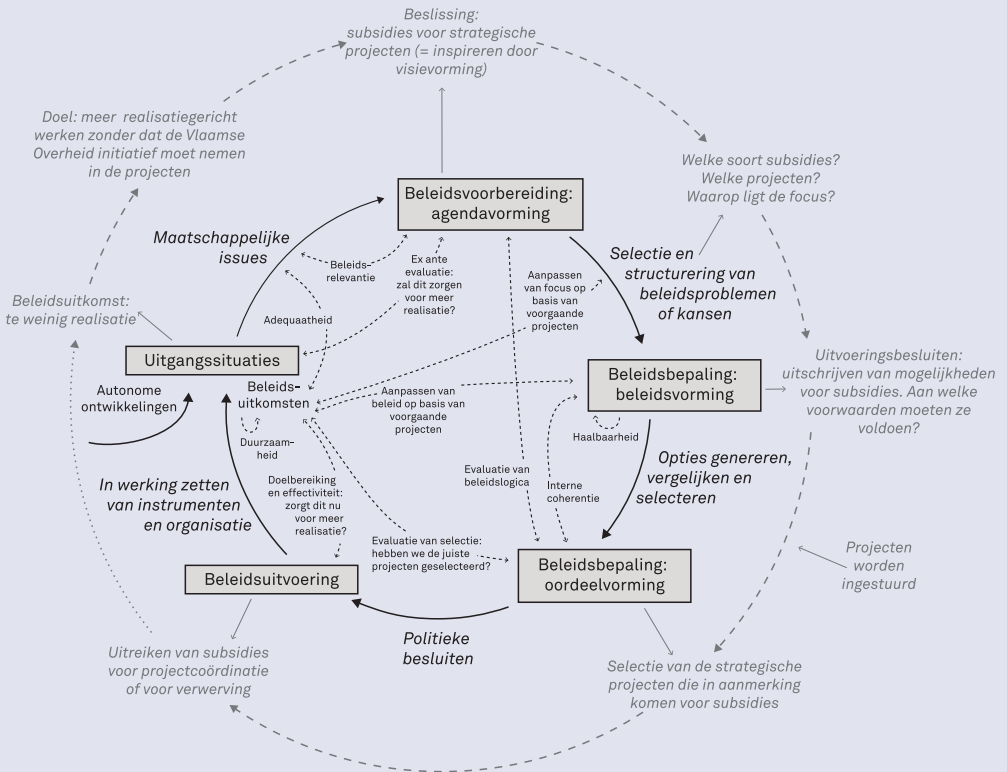 Beslissing:
subsidies voor strategische
projecten (= inspireren door
visievorming)
Doel: meer realisatiegericht
werken zonder dat de Vlaamse
Overheid initiatief moet nemen
in de projecten
Welke soort subsidies?
Welke projecten?
Waarop ligt de focus?
Beleidsvoorbereiding:
agendavorming
Maatschappelijke
issues
Beleids-
relevantie
Ex ante
evaluatie:
zal dit zorgen
voor meer
realisatie?
Aanpassen
van focus op
basis van
voorgaande
projecten
Selectie en
structurering van
beleidsproblemen
of kansen
Beleidsuitkomst:
te weinig realisatie
Adequaatheid
Uitgangssituaties
Autonome
ontwikkelingen
Beleids-
uitkomsten
Duurzaam-
heid
Aanpassen van
beleid op basis van
voorgaande
projecten
Beleidsbepaling:
beleidsvorming
Haalbaarheid
Uitvoeringsbesluiten:
uitschrijven van mogelijkheden
voor subsidies. Aan welke
voorwaarden moeten ze
voldoen?
In werking zetten
van instrumenten
en organisatie
Doelbereiking
en effectiviteit:
zorgt dit nu
voor meer
realisatie?
Evaluatie van
beleidslogica
Interne
coherentie
Opties genereren,
vergelijken en
selecteren
Evaluatie van selectie:
hebben we de juiste
projecten geselecteerd?
Projecten
worden
ingestuurd
Beleidsuitvoering
Beleidsbepaling:
oordeelvorming
Politieke
besluiten
Uitreiken van subsidies
voor projectcoördinatie
of voor verwerving
Selectie van de strategische
projecten die in aanmerking
komen voor subsidies